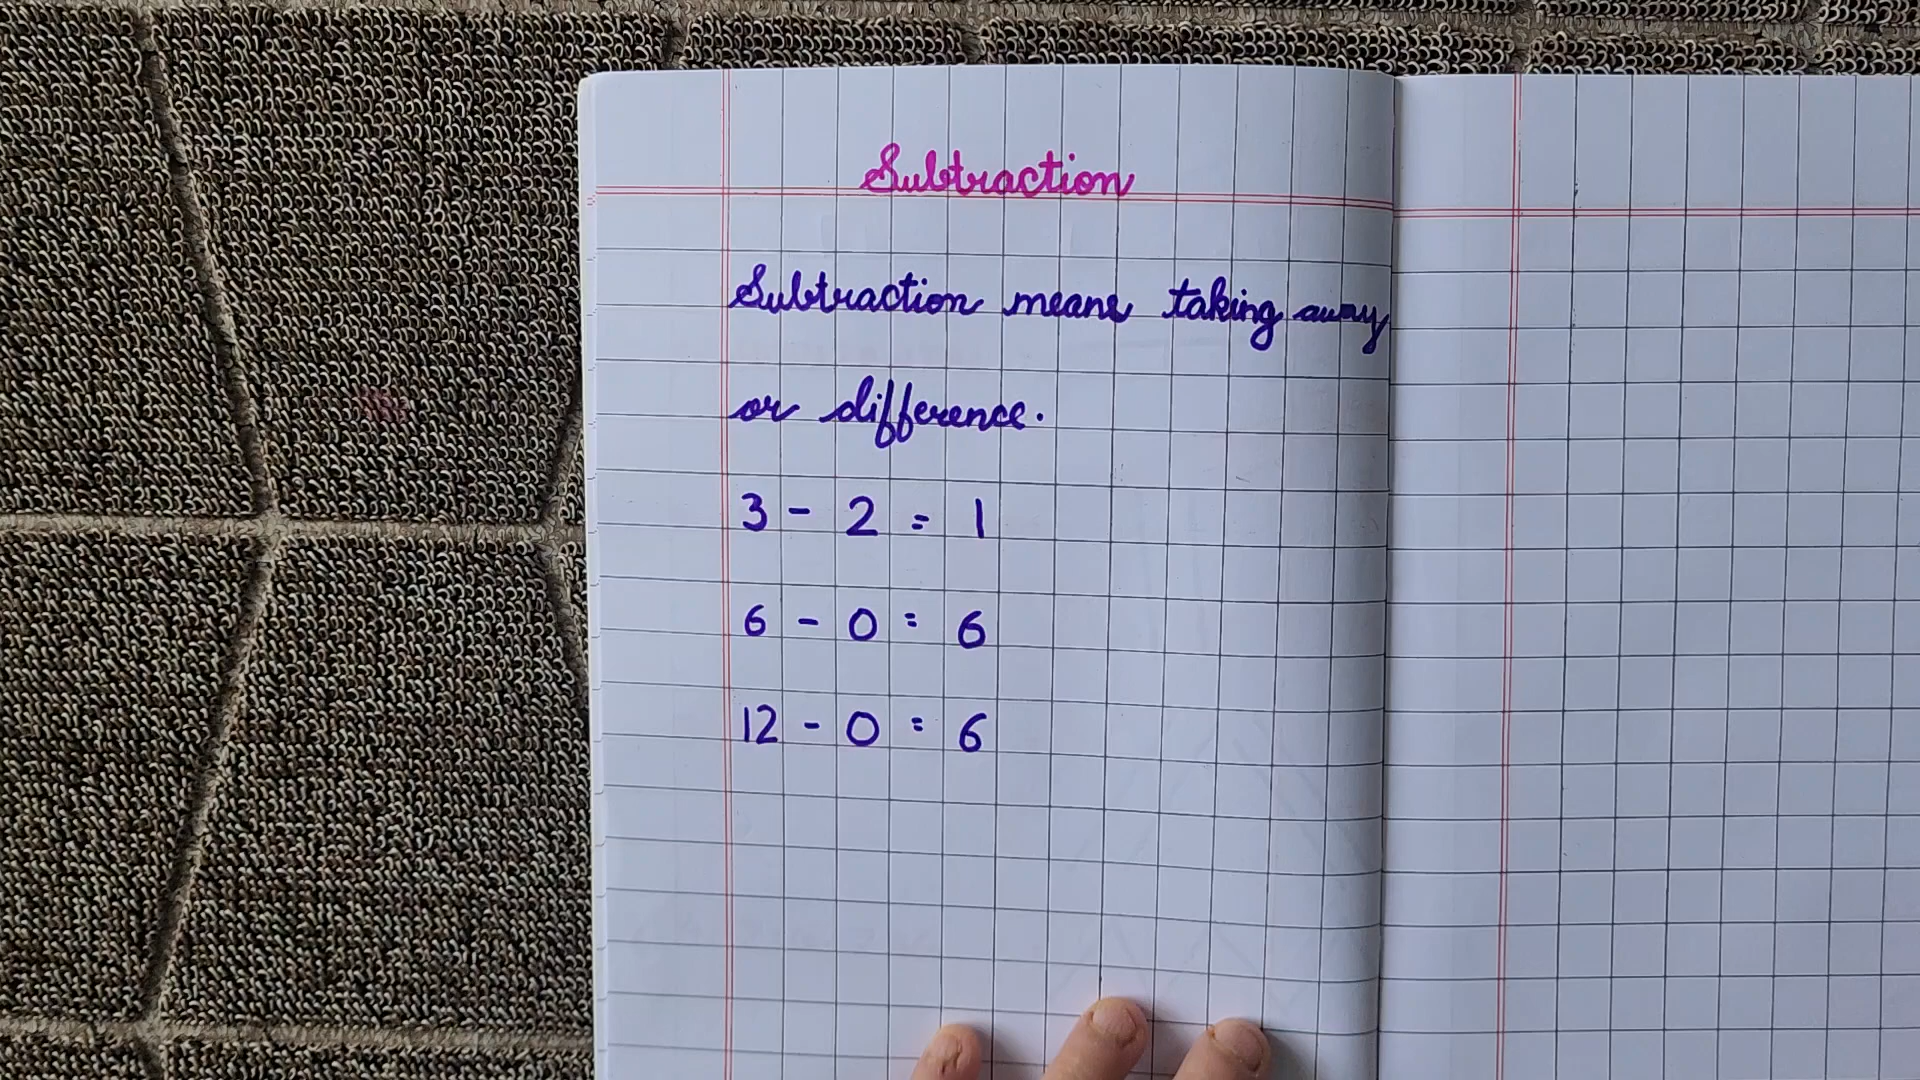 Subtraction
Subtraction means taking away
or difference.
3 - 2 = 1
6 - 0 = 6
12 - 0 = 6